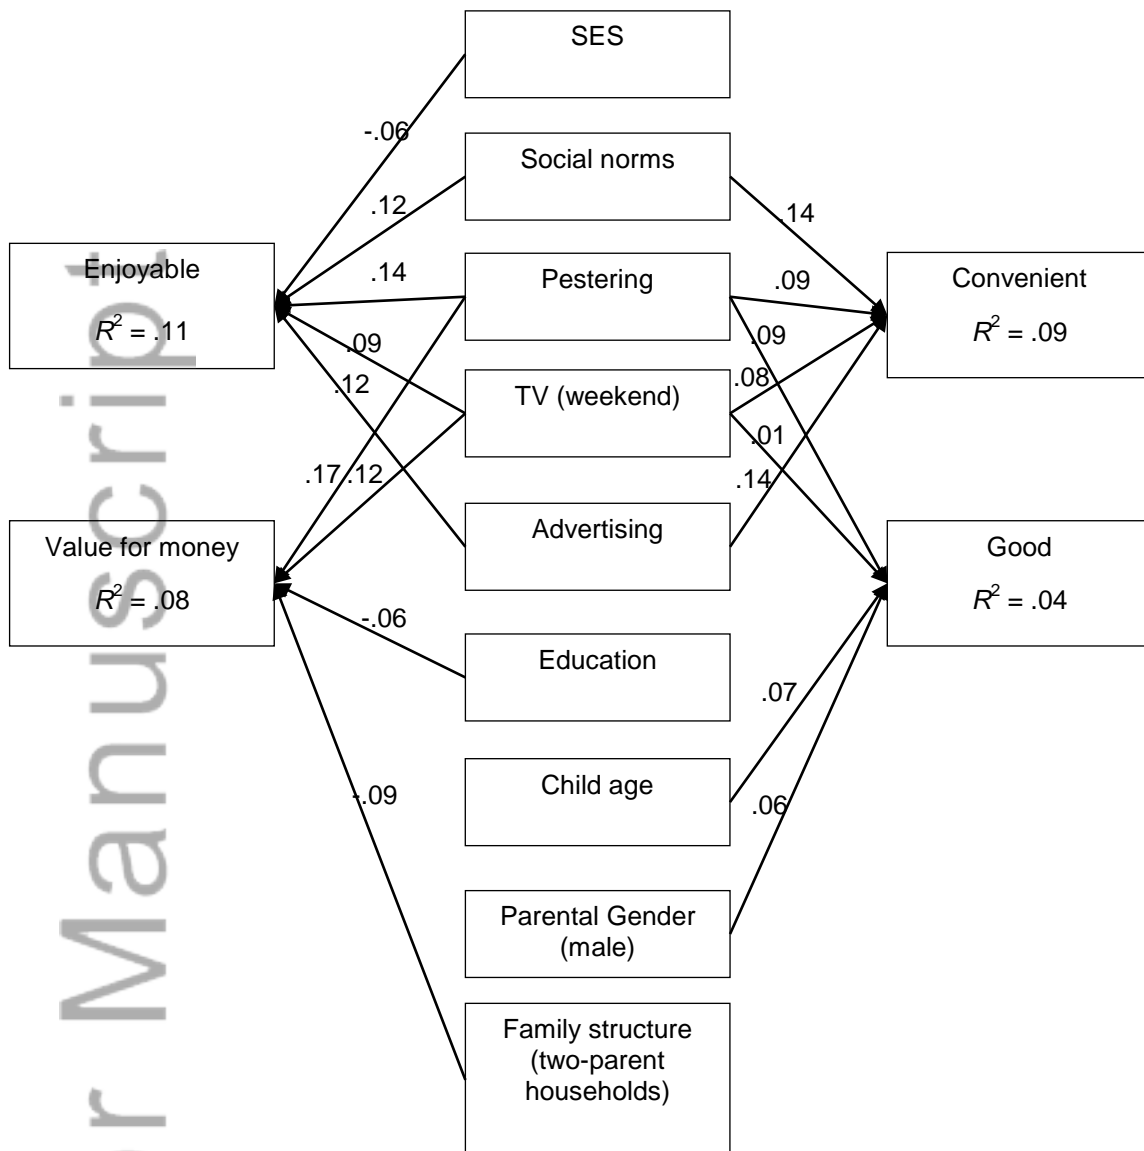 SES
-.06
Social norms
.12
.14
Enjoyable
R² = .11
.14
Pestering
.09
Convenient
R² = .09
.09
.09
.12
TV (weekend)
.08
.01
.17
.12
.14
Value for money
R² = .08
Advertising
Good
R² = .04
-.06
Education
.07
Child age
-.09
.06
Parental Gender
(male)
Family structure
(two-parent
households)
r Manuscript